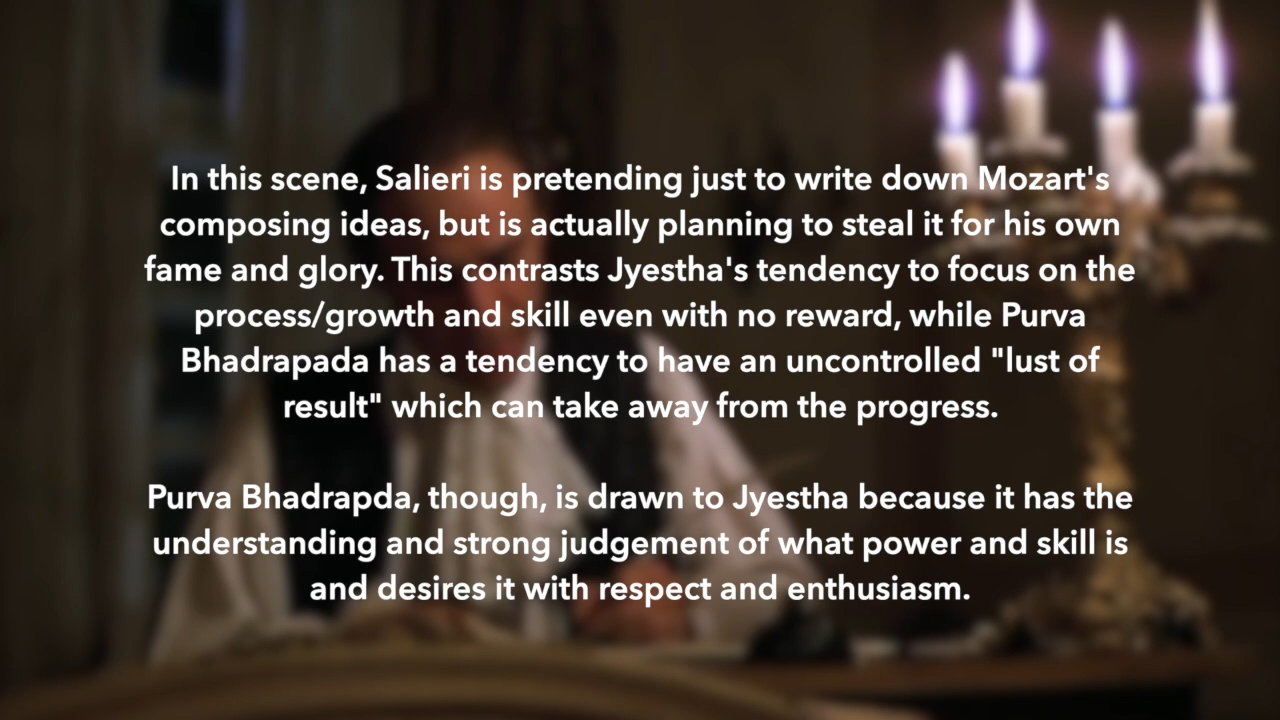 In this scene, Salieri is pretending just to write down Mozart's
composing ideas, but is actually planning to steal it for his own
fame and glory. This contrasts Jyestha's tendency to focus on the
process/growth and skill even with no reward, while Purva
Bhadrapada has a tendency to have an uncontrolled "lust of
result" which can take away from the progress.
Purva Bhadrapda, though, is drawn to Jyestha because it has the
understanding and strong judgement of what power and skill is
and desires it with respect and enthusiasm.